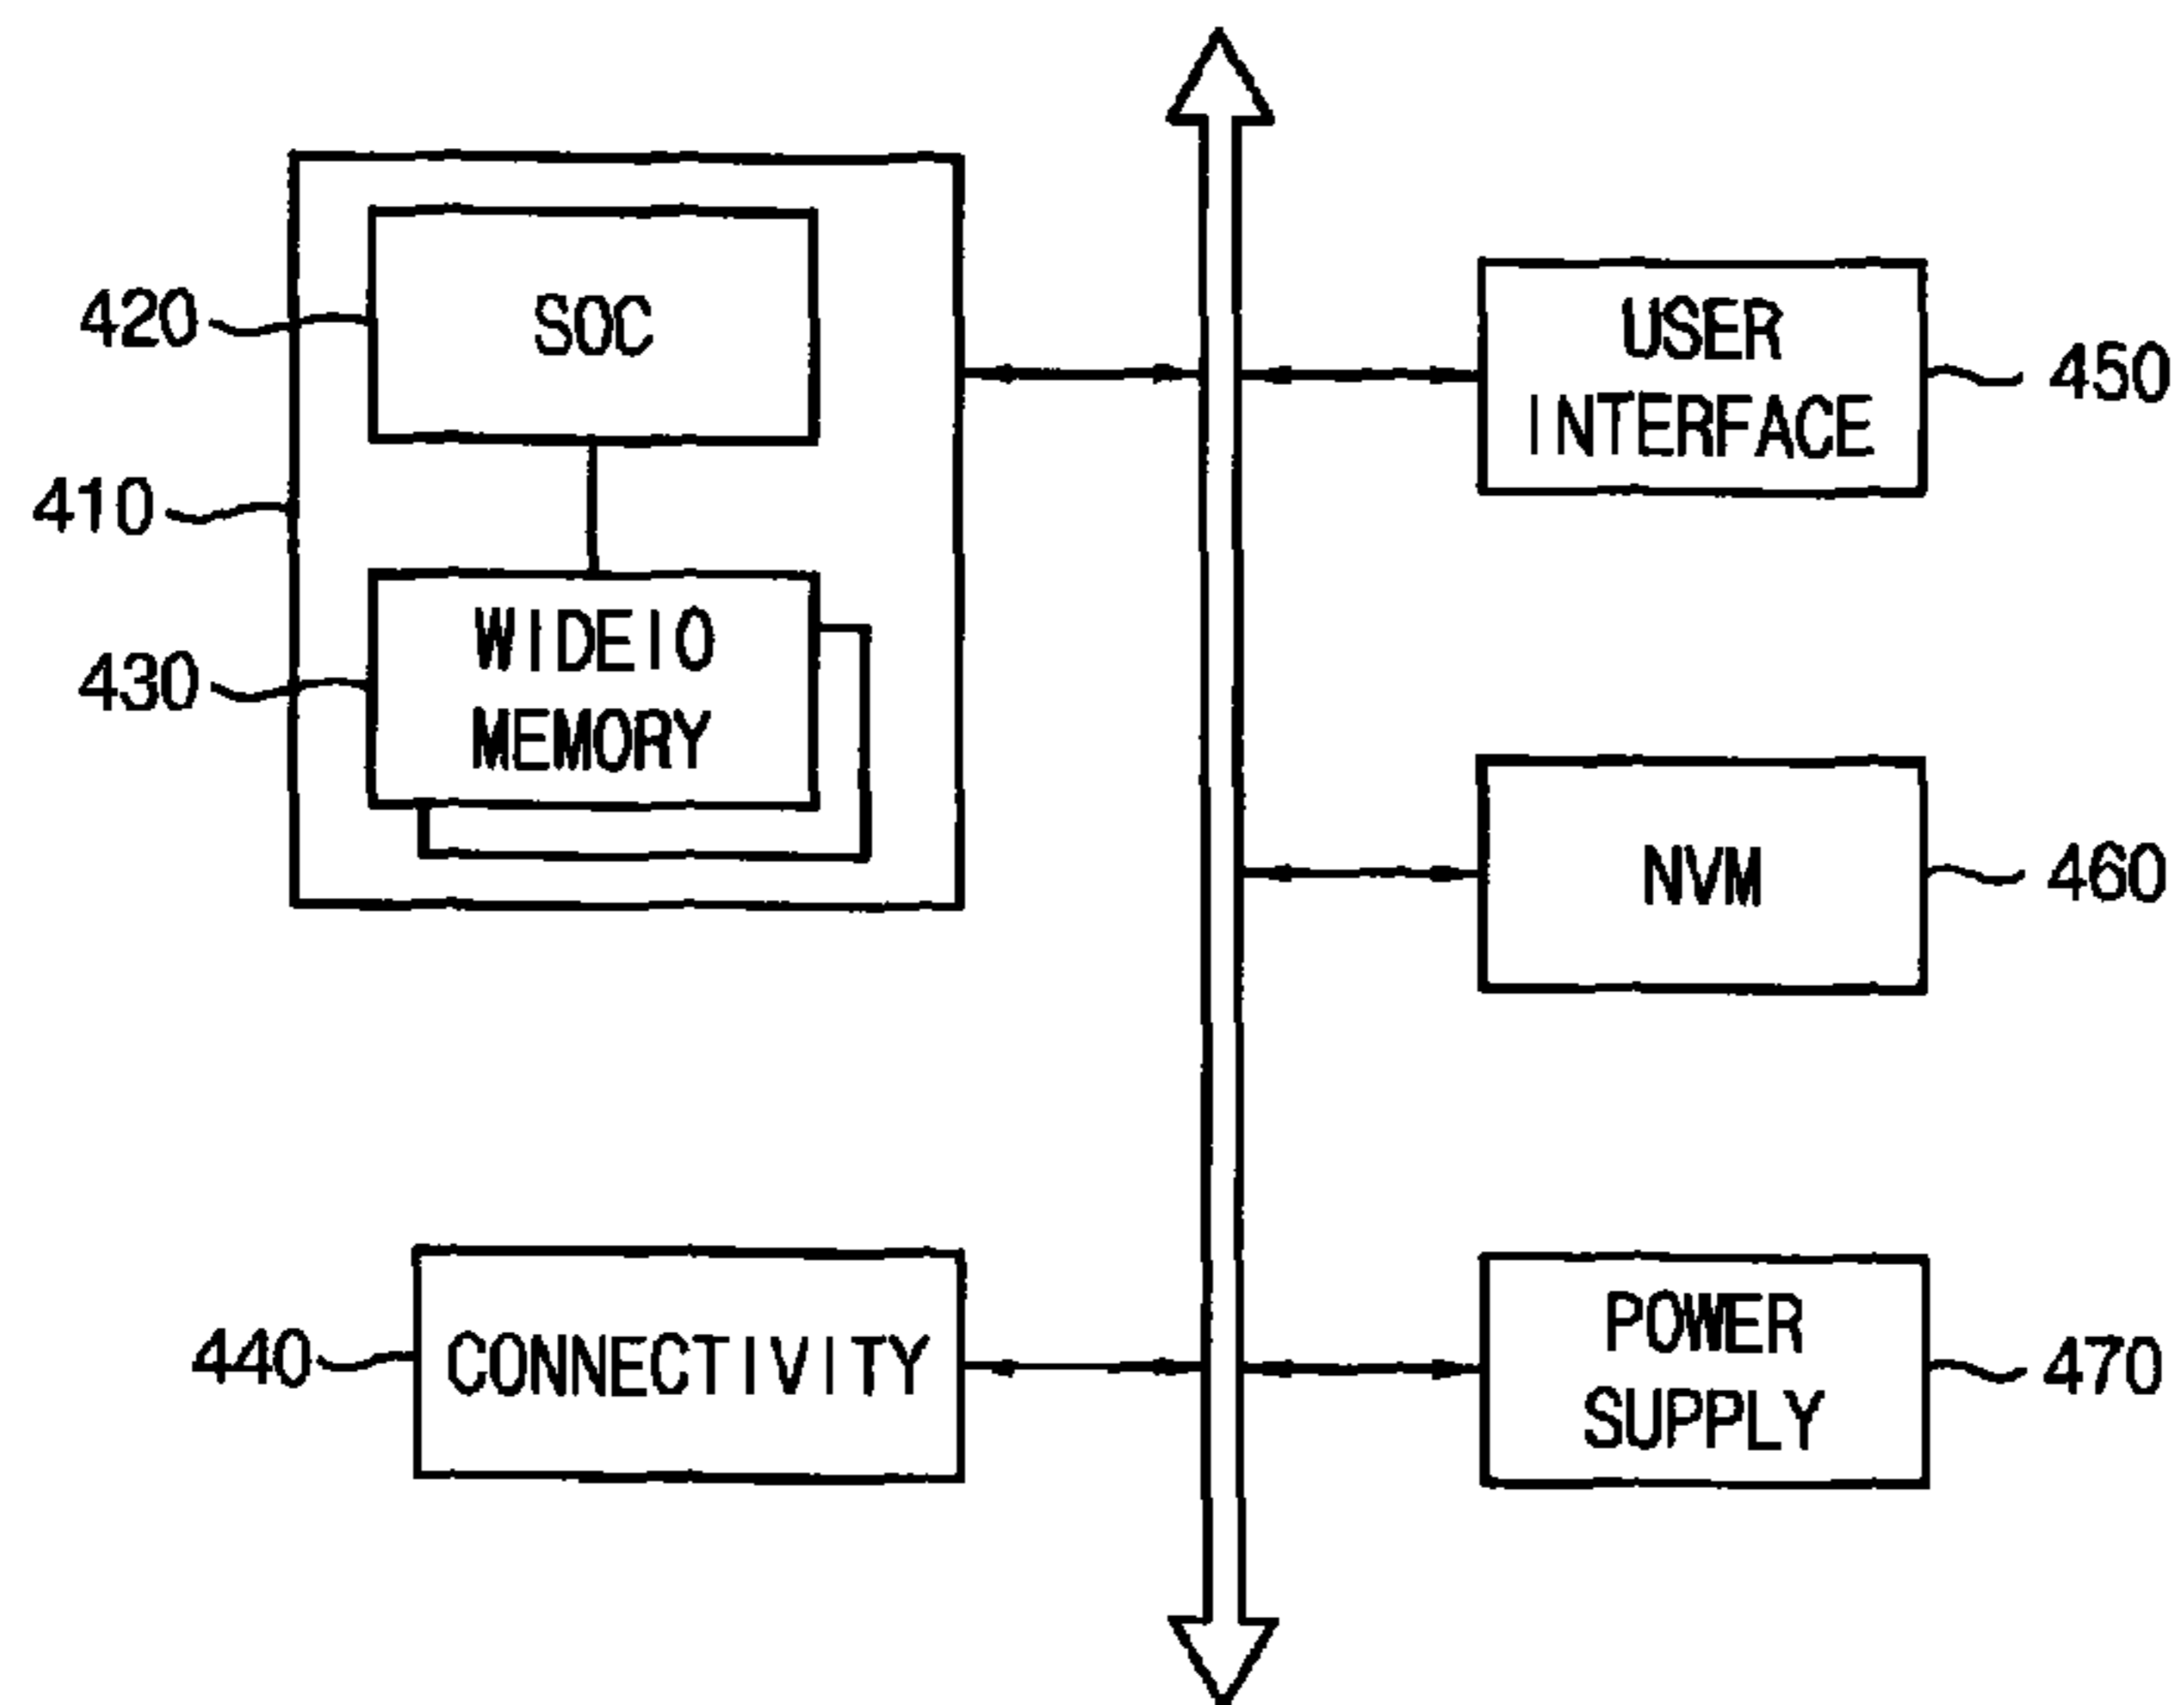 420
SOC
410
430
WIDEIO
MEMORY
440
CONNECTIVITY
USER
INTERFACE
450
NVM
460
POWER
SUPPLY
470